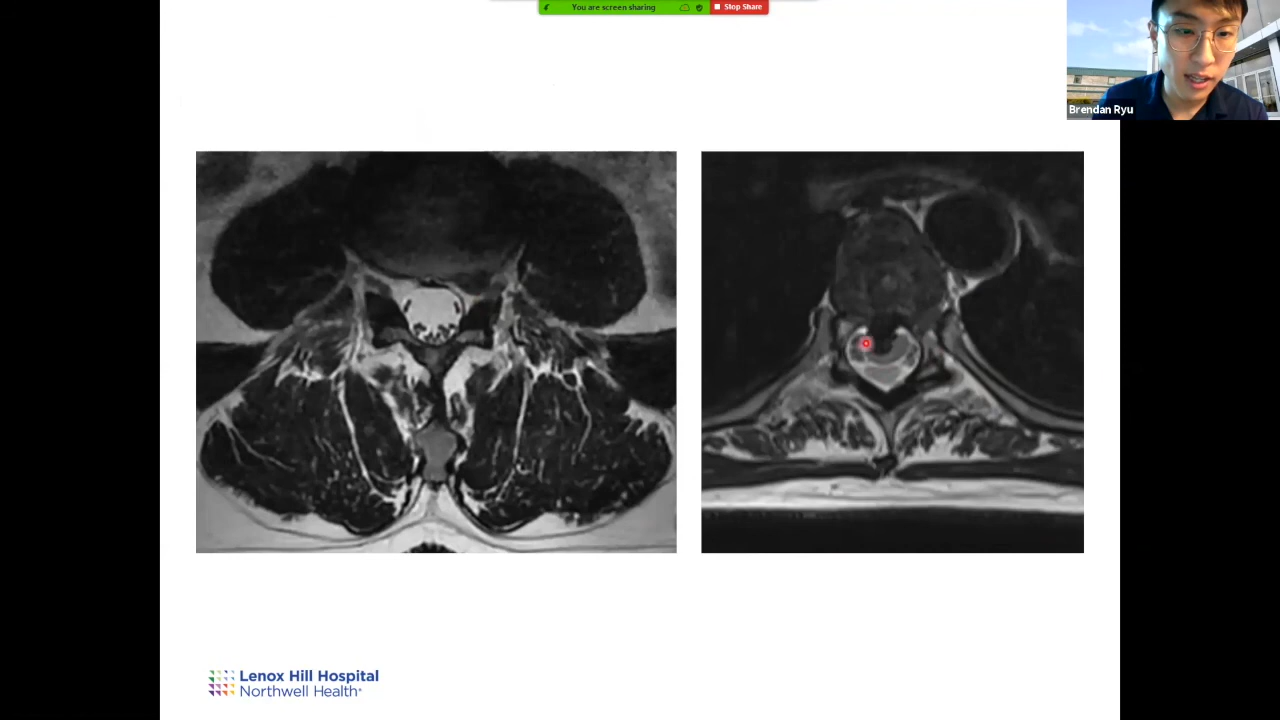 You are screen sharing
Stop Share
Brendan Ryu
Lenox Hill Hospital
Northwell Health®